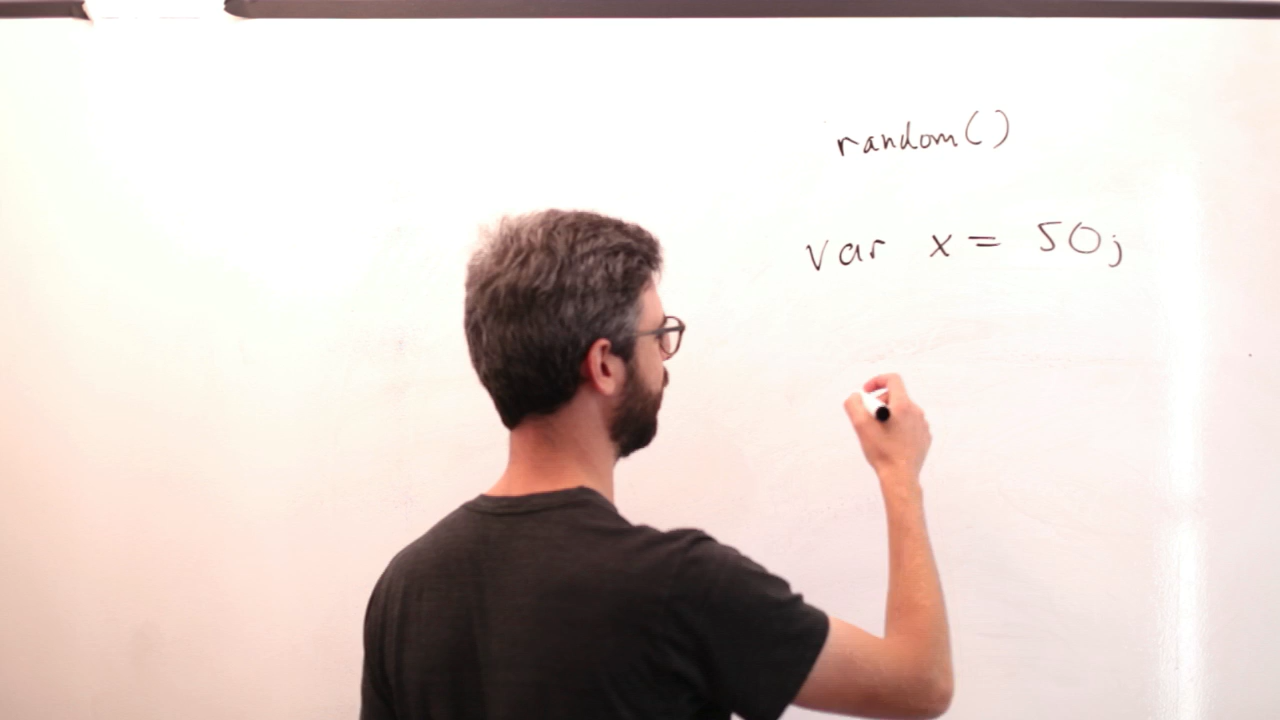 random()
var x = 50;